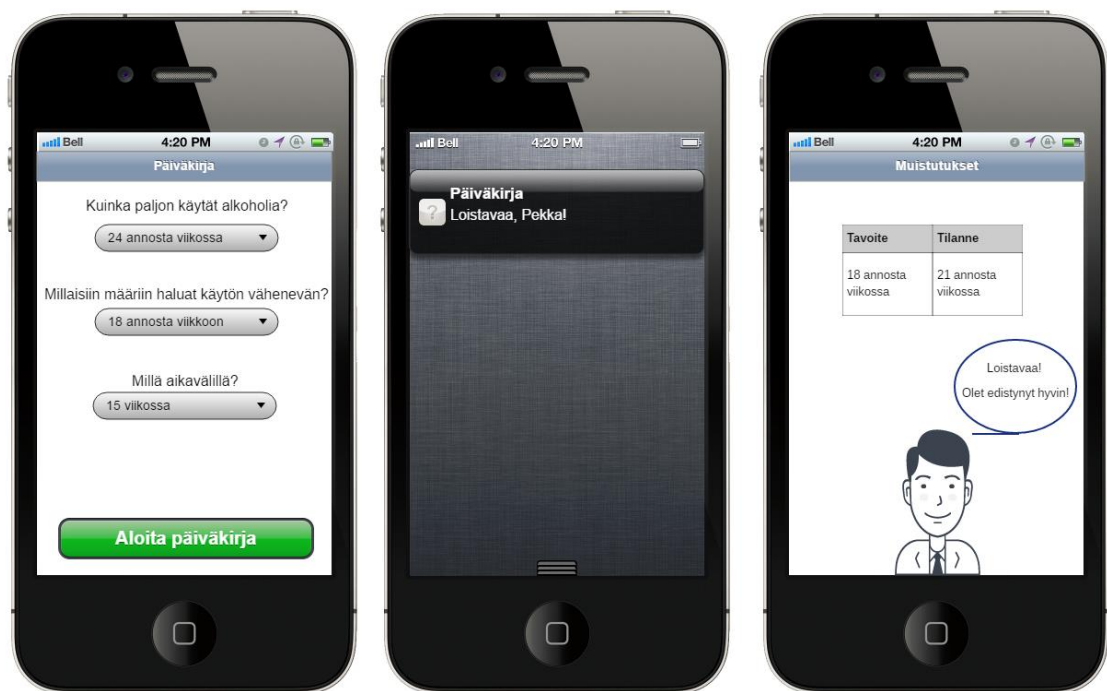 Bell 4:20 PM
Päiväkirja
Kuinka paljon käytät alkoholia?
24 annosta viikossa
Millaisiin määriin haluat käytön vähenevän?
18 annosta viikkoon
Millä aikavälillä?
15 viikossa
Aloita päiväkirja
Bell 4:20 PM
Päiväkirja
?
Loistavaa, Pekka!
Bell 4:20 PM
Muistutukset
Tavoite Tilanne
18 annosta 21 annosta
viikossa viikossa
Loistavaa!
Olet edistynyt hyvin!